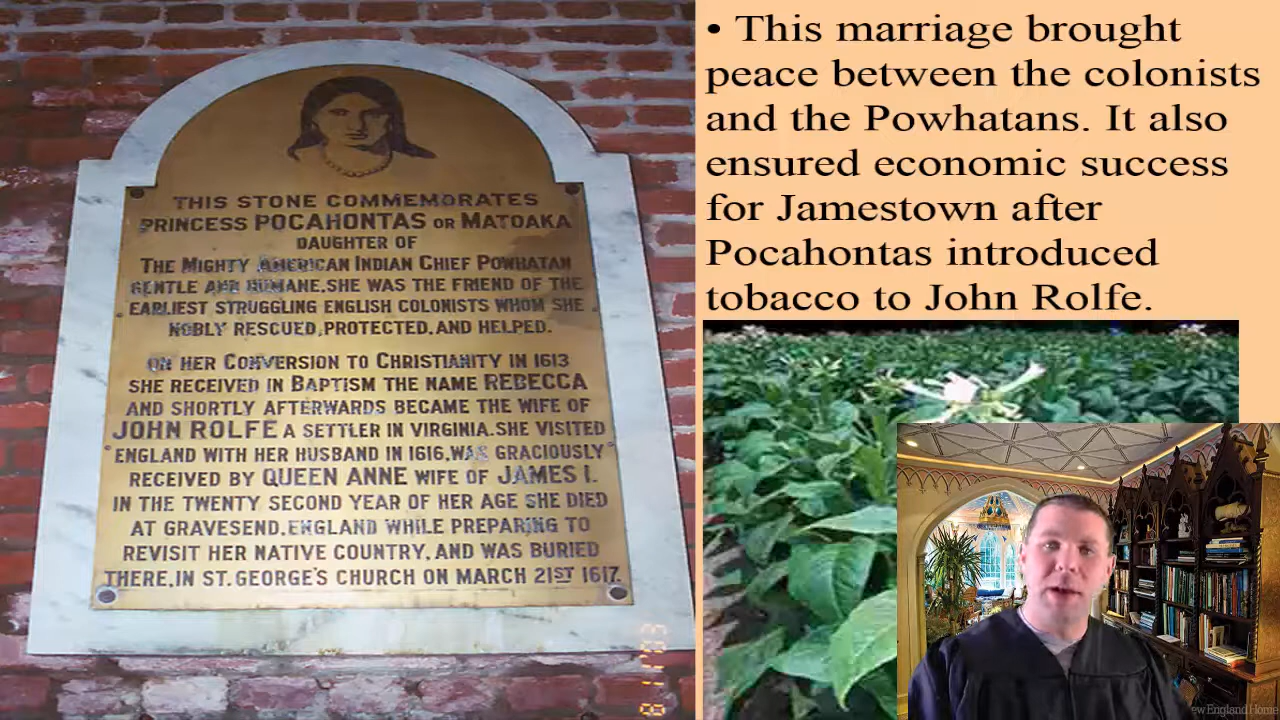 THIS STONE COMMEMORATES
PRINCESS POCAHONTAS OR MATOAKA
DAUGHTER OF
THE MIGHTY AMERICAN INDIAN CHIEF POWHATAN
GENTLE AND HUMANE, SHE WAS THE FRIEND OF THE
EARLIEST STRUGGLING ENGLISH COLONISTS WHOM SHE
NOBLY RESCUED, PROTECTED, AND HELPED.
ON HER CONVERSION TO CHRISTIANITY IN 1613
SHE RECEIVED IN BAPTISM THE NAME REBECCA
AND SHORTLY AFTERWARDS BECAME THE WIFE OF
JOHN ROLFE A SETTLER IN VIRGINIA. SHE VISITED
ENGLAND WITH HER HUSBAND IN 1616, WAS GRACIOUSLY
RECEIVED BY QUEEN ANNE WIFE OF JAMES I.
IN THE TWENTY SECOND YEAR OF HER AGE SHE DIED
AT GRAVESEND, ENGLAND WHILE PREPARING TO
REVISIT HER NATIVE COUNTRY, AND WAS BURIED
THERE, IN ST. GEORGE'S CHURCH ON MARCH 21ST 1617.
• This marriage brought
peace between the colonists
and the Powhatans. It also
ensured economic success
for Jamestown after
Pocahontas introduced
tobacco to John Rolfe.
ew England Home